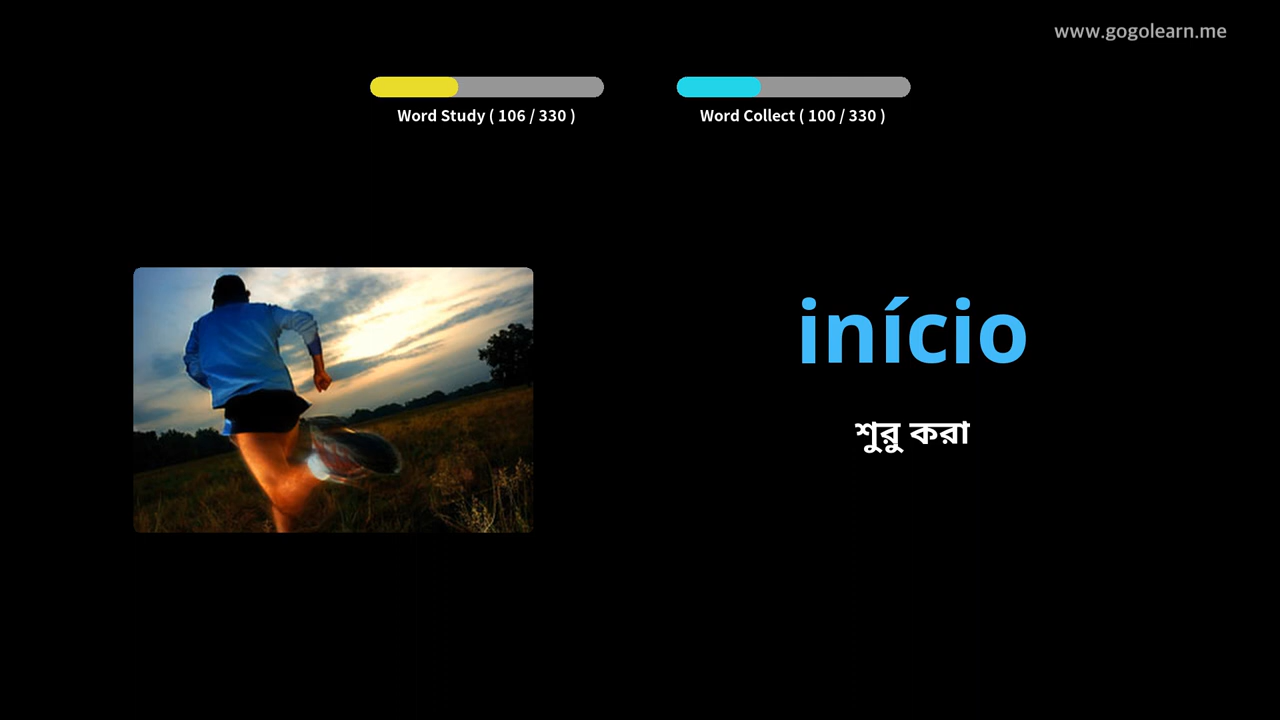 www.gogolearn.me
Word Study ( 106 / 330 )
Word Collect ( 100 / 330 )
início
শুরু করা